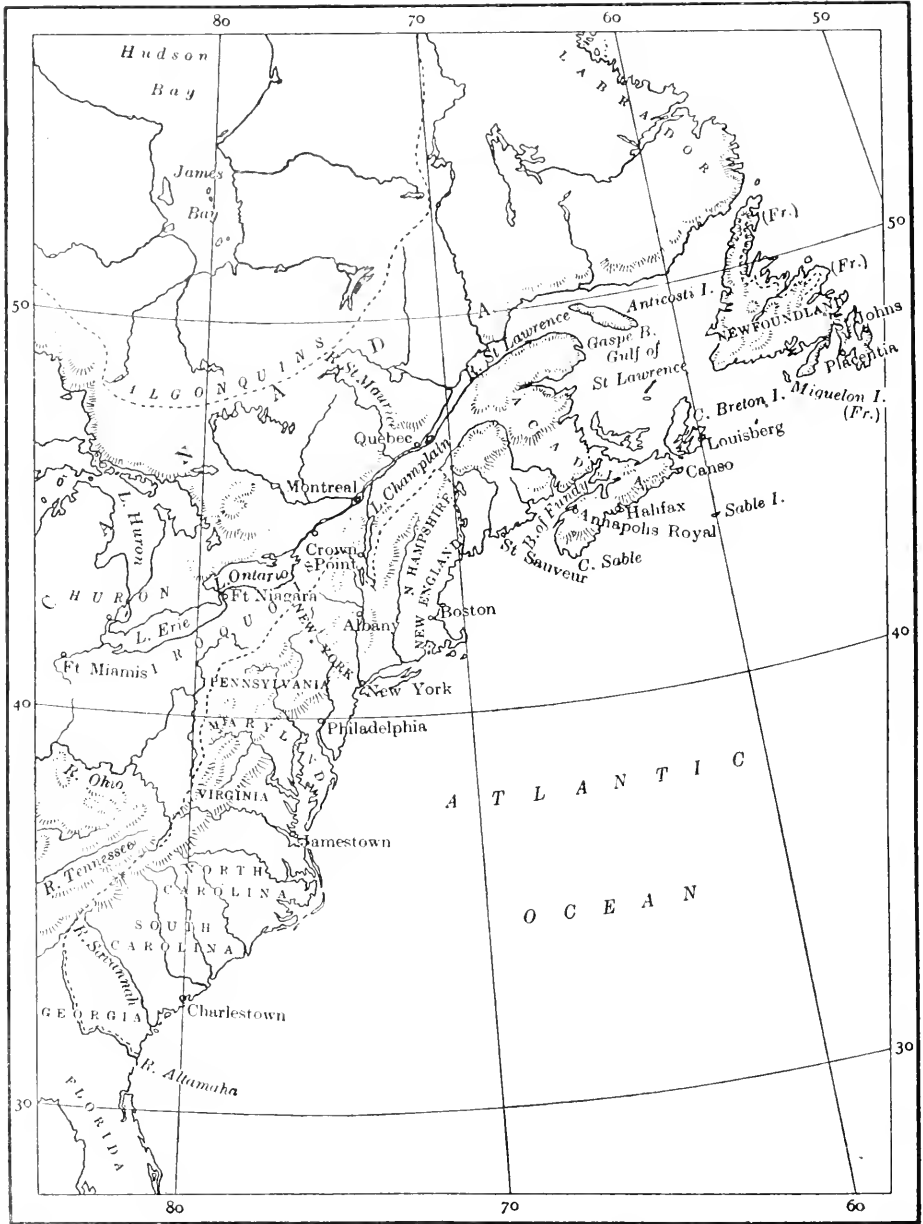 80 70 60 50
Hudson
Bay
LABRADOR
James
Bay
50
(Fr.)
(Fr.)
50
Anticosti I.
NEWFOUNDLAND
St Johns
Placentia
R. St Lawrence
Gaspe B.
Gulf of
St Lawrence
Miquelon I.
(Fr.)
ALGONQUINS
CANADA
R. St Maurice
C. Breton I.
Louisberg
Quebec
ACADIA
Canso
L. Champlain
Montreal
Sable I.
B. of Fundy
Halifax
Annapolis Royal
L. Huron
Crown
Point
N HAMPSHIRE
St
Sauveur
C. Sable
L. Ontario
HURON
Ft Niagara
NEW ENGLAND
Boston
L. Erie
IROQUOIS
Albany
NEW YORK
40
Ft Miamis
PENNSYLVANIA
New York
40
MARYLAND
Philadelphia
R. Ohio
ATLANTIC
VIRGINIA
Jamestown
R. Tennessee
NORTH
CAROLINA
OCEAN
SOUTH
CAROLINA
R. Savannah
GEORGIA
Charlestown
R. Altamaha
30
30
FLORIDA
80 70 60